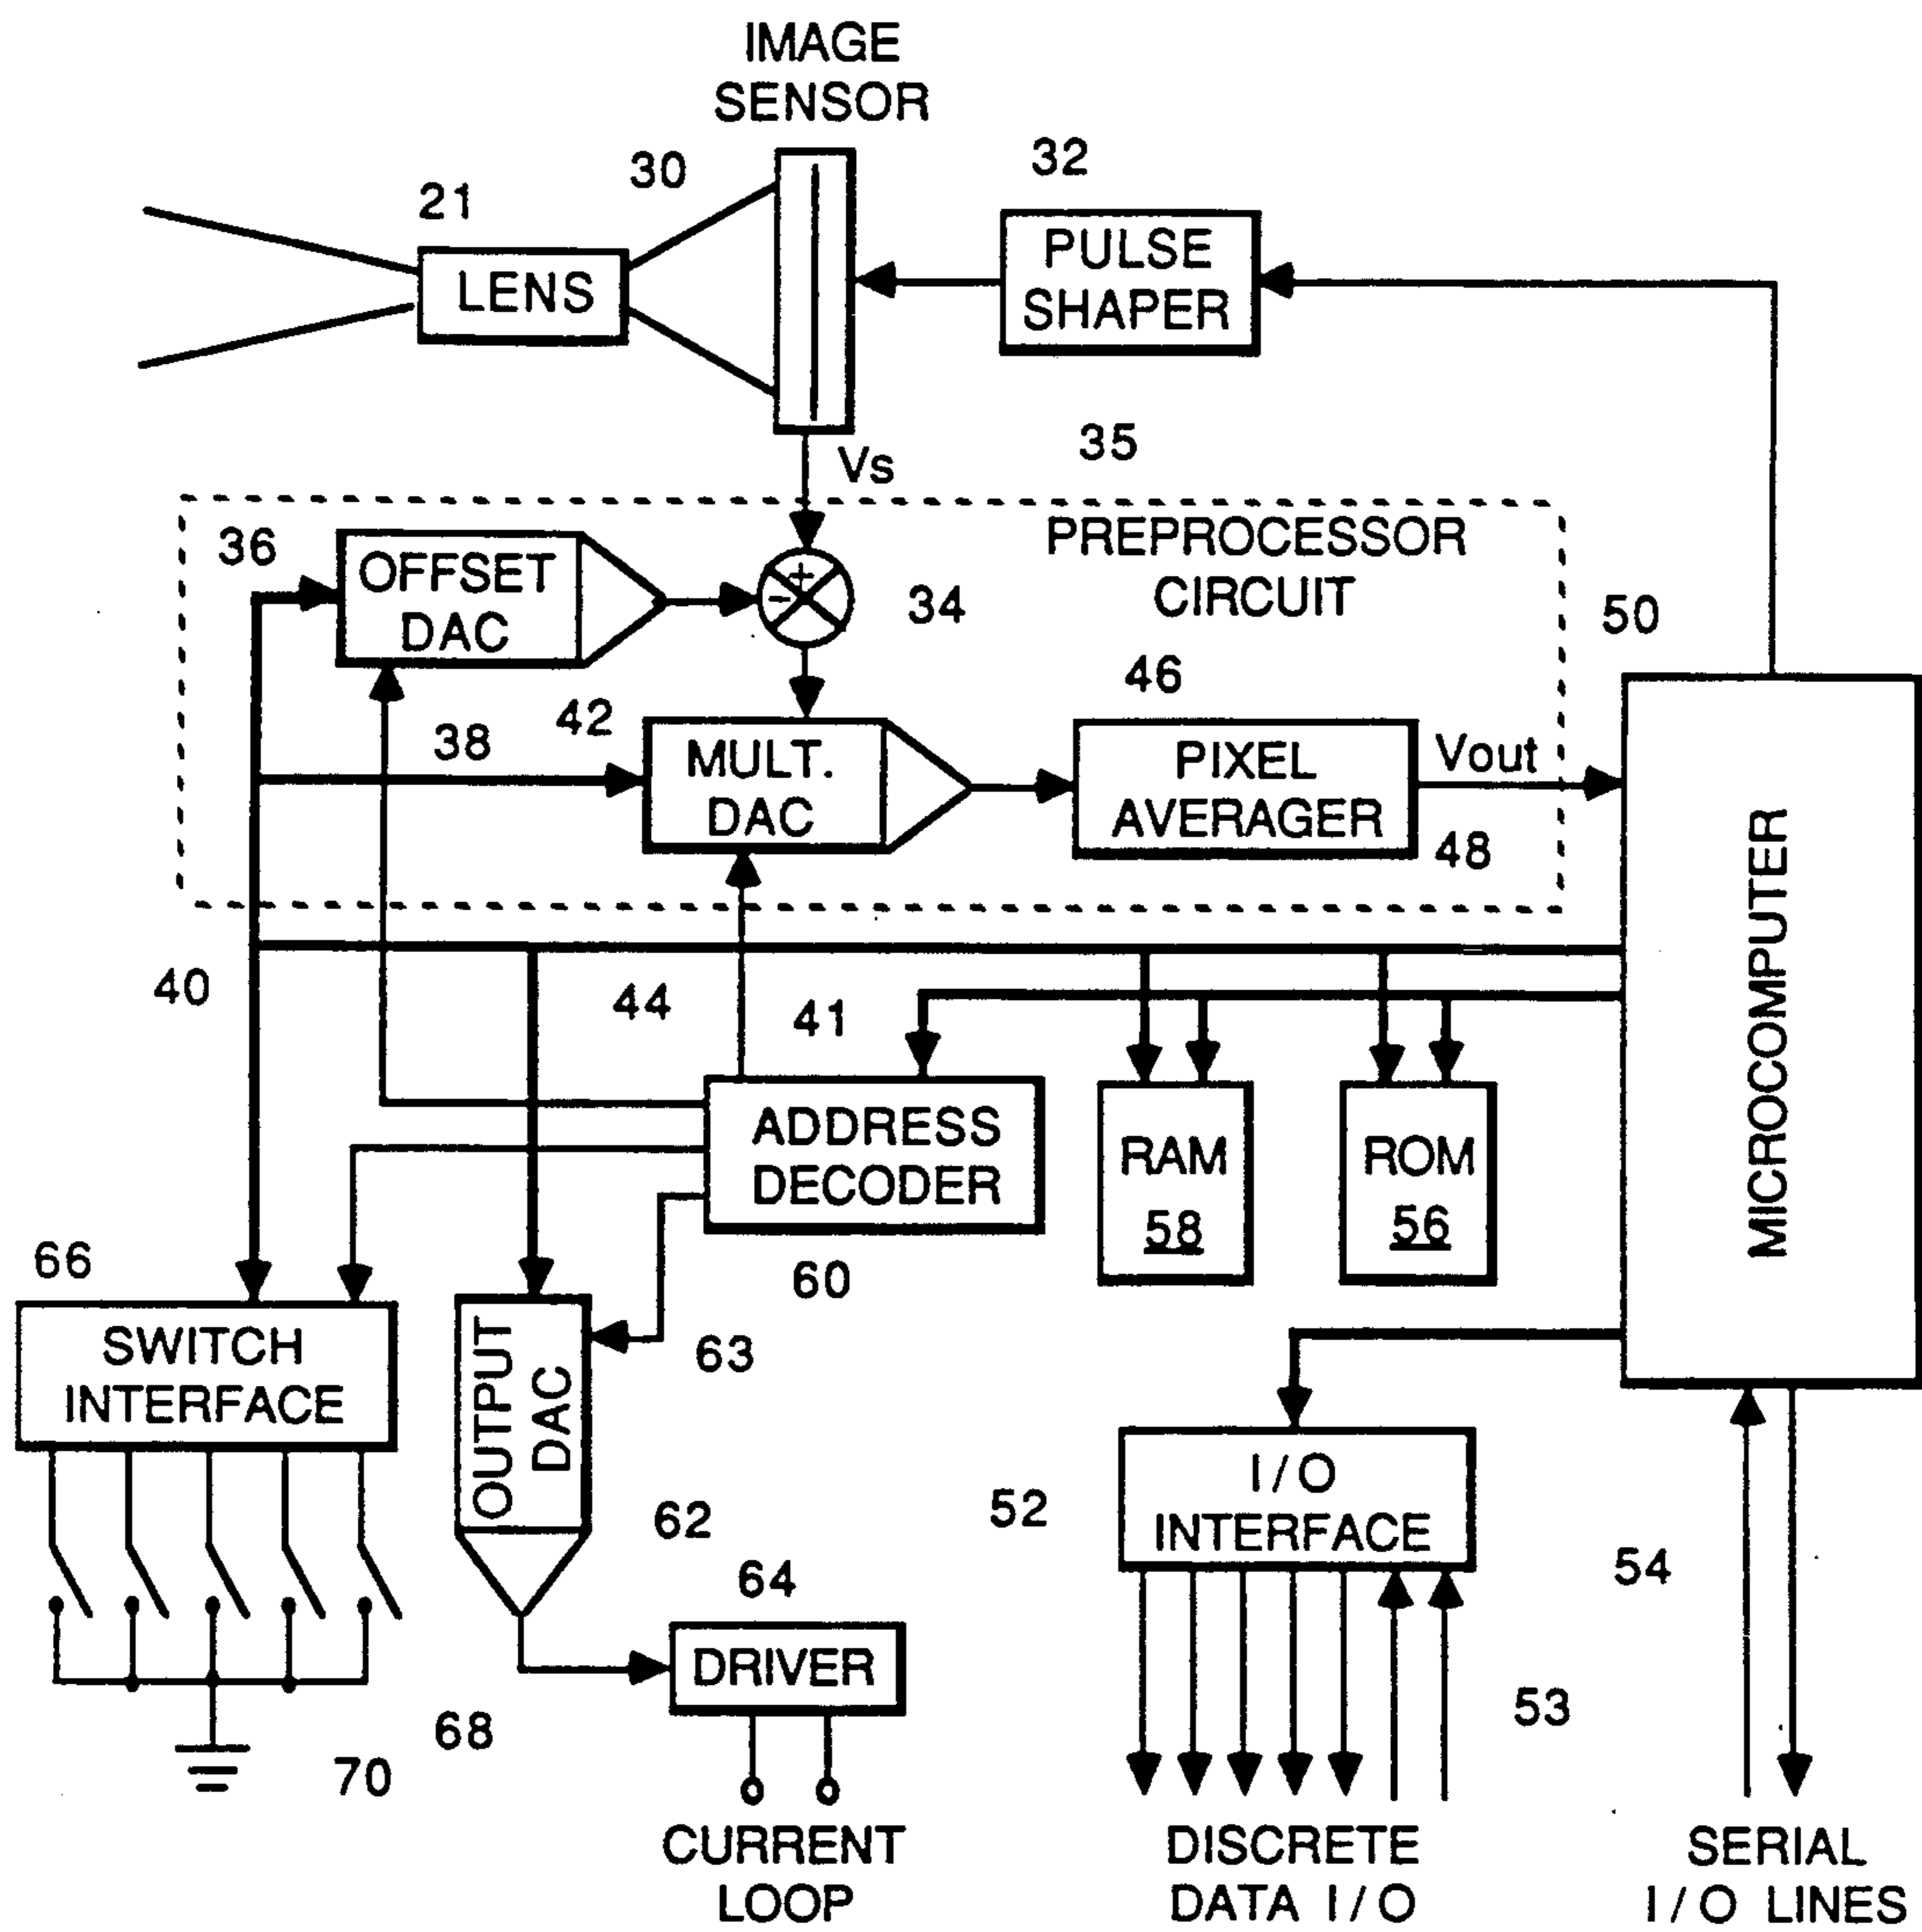 IMAGE
SENSOR
30
32
21
LENS
PULSE
SHAPER
35
Vs
PREPROCESSOR
CIRCUIT
36
OFFSET
DAC
+
-
34
50
46
42
38
MULT.
DAC
PIXEL
AVERAGER
Vout
48
MICROCOMPUTER
40
44
41
ADDRESS
DECODER
RAM
58
ROM
56
66
60
SWITCH
INTERFACE
OUTPUT
DAC
63
62
52
I/O
INTERFACE
54
64
DRIVER
53
68
70
CURRENT
LOOP
DISCRETE
DATA I/O
SERIAL
I/O LINES